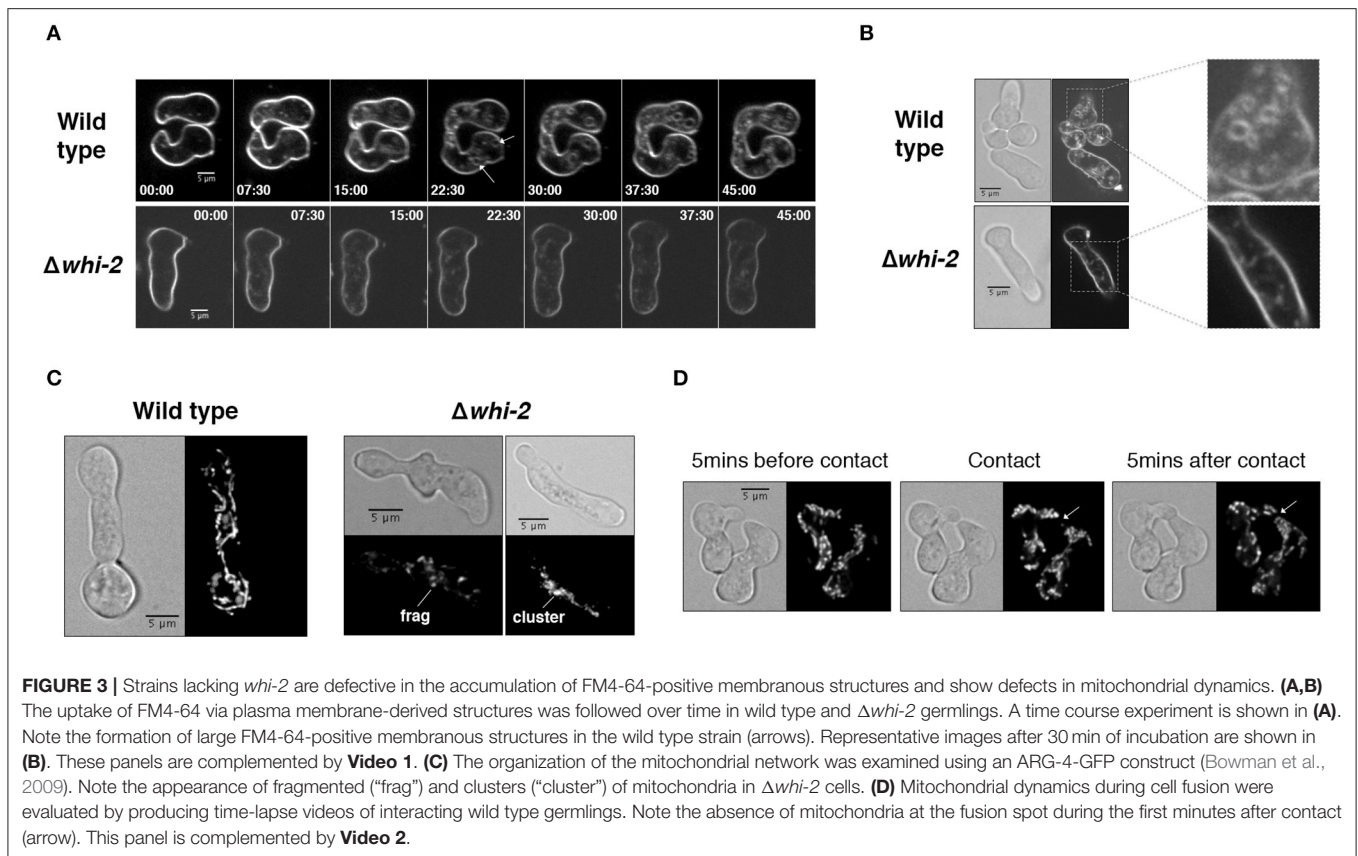 A
B
Wild
type
5 µm
00:00
07:30
15:00
22:30
30:00
37:30
45:00
Δwhi-2
00:00
07:30
15:00
22:30
30:00
37:30
45:00
5 µm
Wild
type
5 µm
Δwhi-2
5 µm
C
D
Wild type
Δwhi-2
5 µm
5 µm
5 µm
frag
cluster
5mins before contact
Contact
5mins after contact
5 µm
FIGURE 3 | Strains lacking whi-2 are defective in the accumulation of FM4-64-positive membranous structures and show defects in mitochondrial dynamics. (A,B)
The uptake of FM4-64 via plasma membrane-derived structures was followed over time in wild type and Δwhi-2 germlings. A time course experiment is shown in (A).
Note the formation of large FM4-64-positive membranous structures in the wild type strain (arrows). Representative images after 30 min of incubation are shown in
(B). These panels are complemented by Video 1. (C) The organization of the mitochondrial network was examined using an ARG-4-GFP construct (Bowman et al.,
2009). Note the appearance of fragmented (“frag”) and clusters (“cluster”) of mitochondria in Δwhi-2 cells. (D) Mitochondrial dynamics during cell fusion were
evaluated by producing time-lapse videos of interacting wild type germlings. Note the absence of mitochondria at the fusion spot during the first minutes after contact
(arrow). This panel is complemented by Video 2.